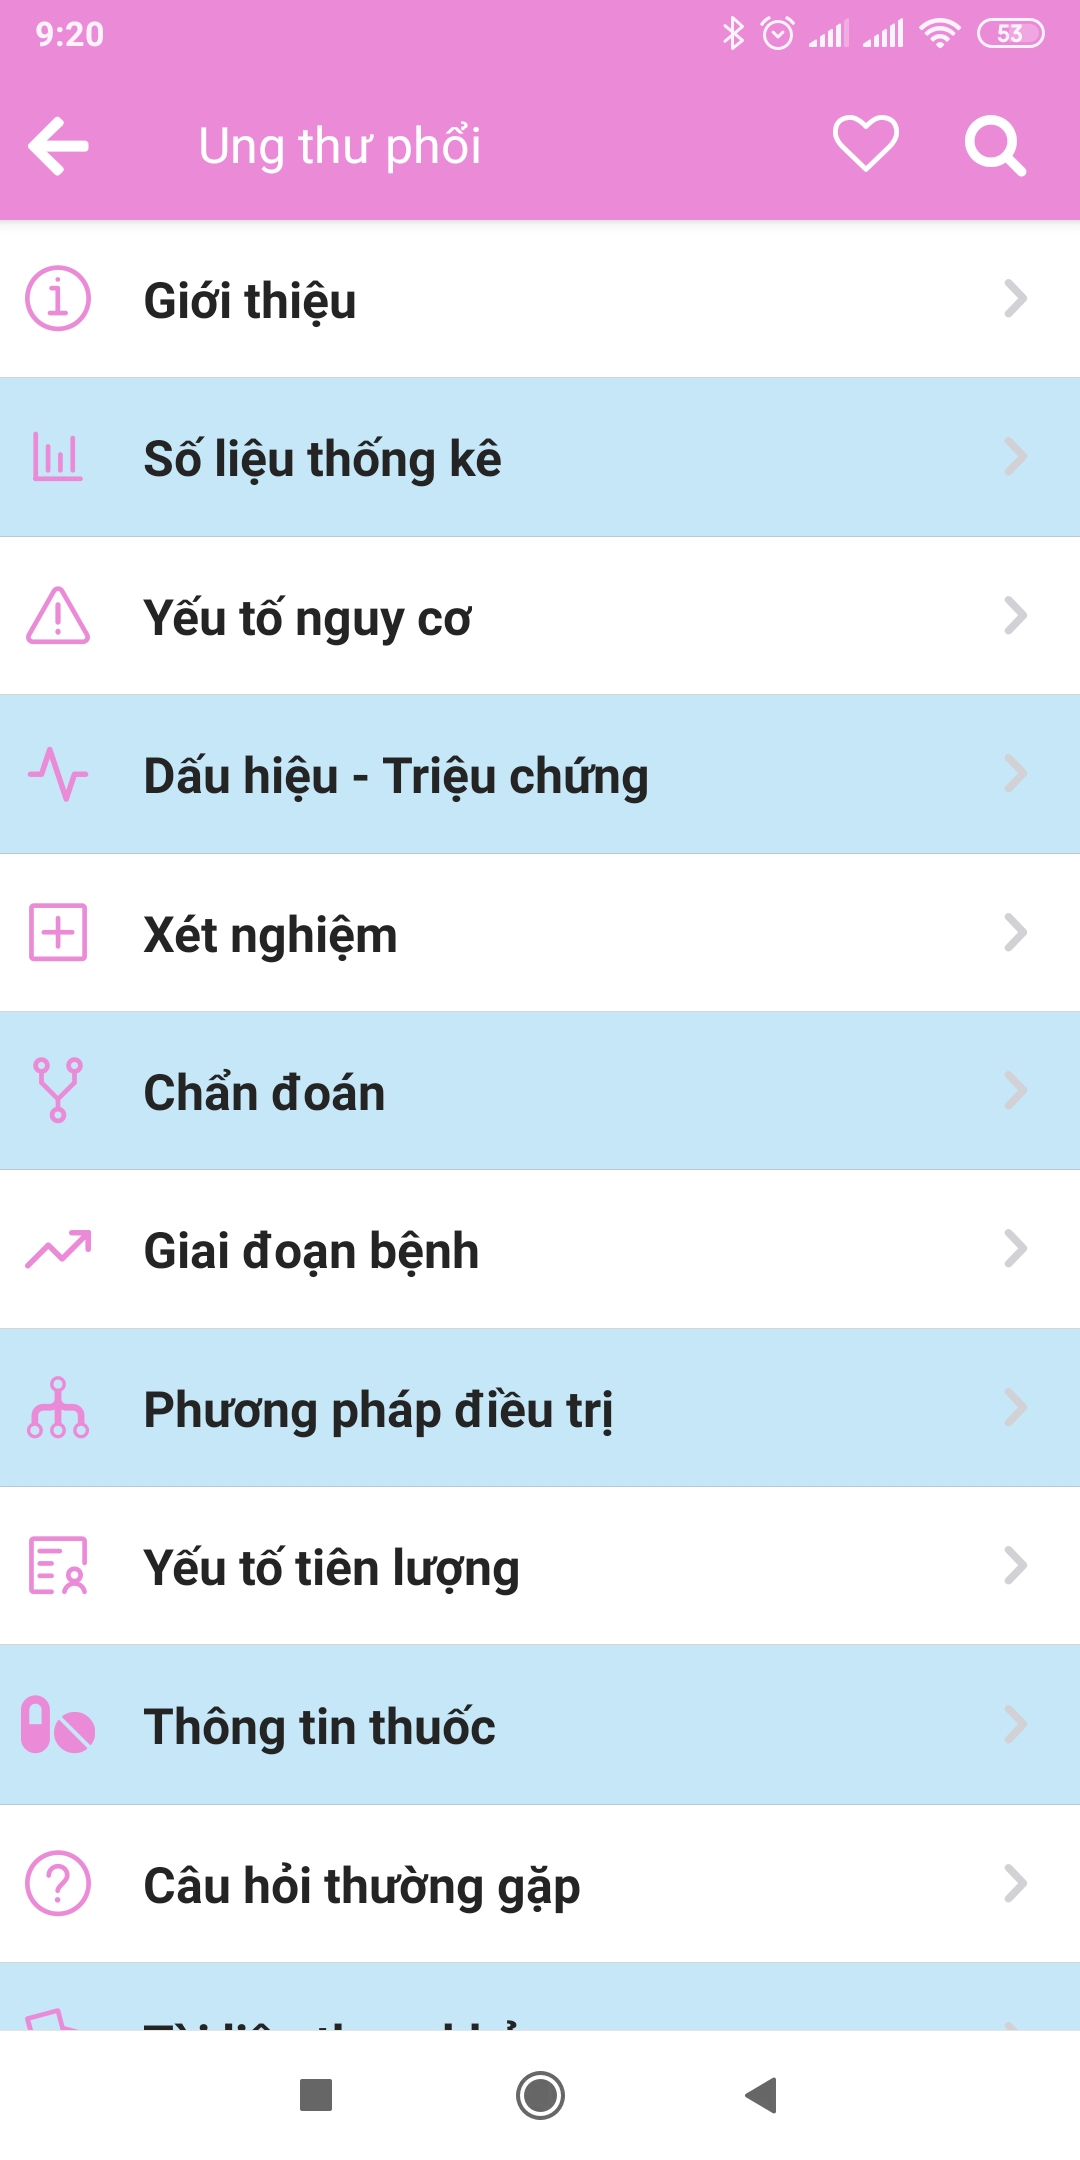 9:20
53
Ung thư phổi
Giới thiệu
Số liệu thống kê
Yếu tố nguy cơ
Dấu hiệu - Triệu chứng
Xét nghiệm
Chẩn đoán
Giai đoạn bệnh
Phương pháp điều trị
Yếu tố tiên lượng
Thông tin thuốc
Câu hỏi thường gặp